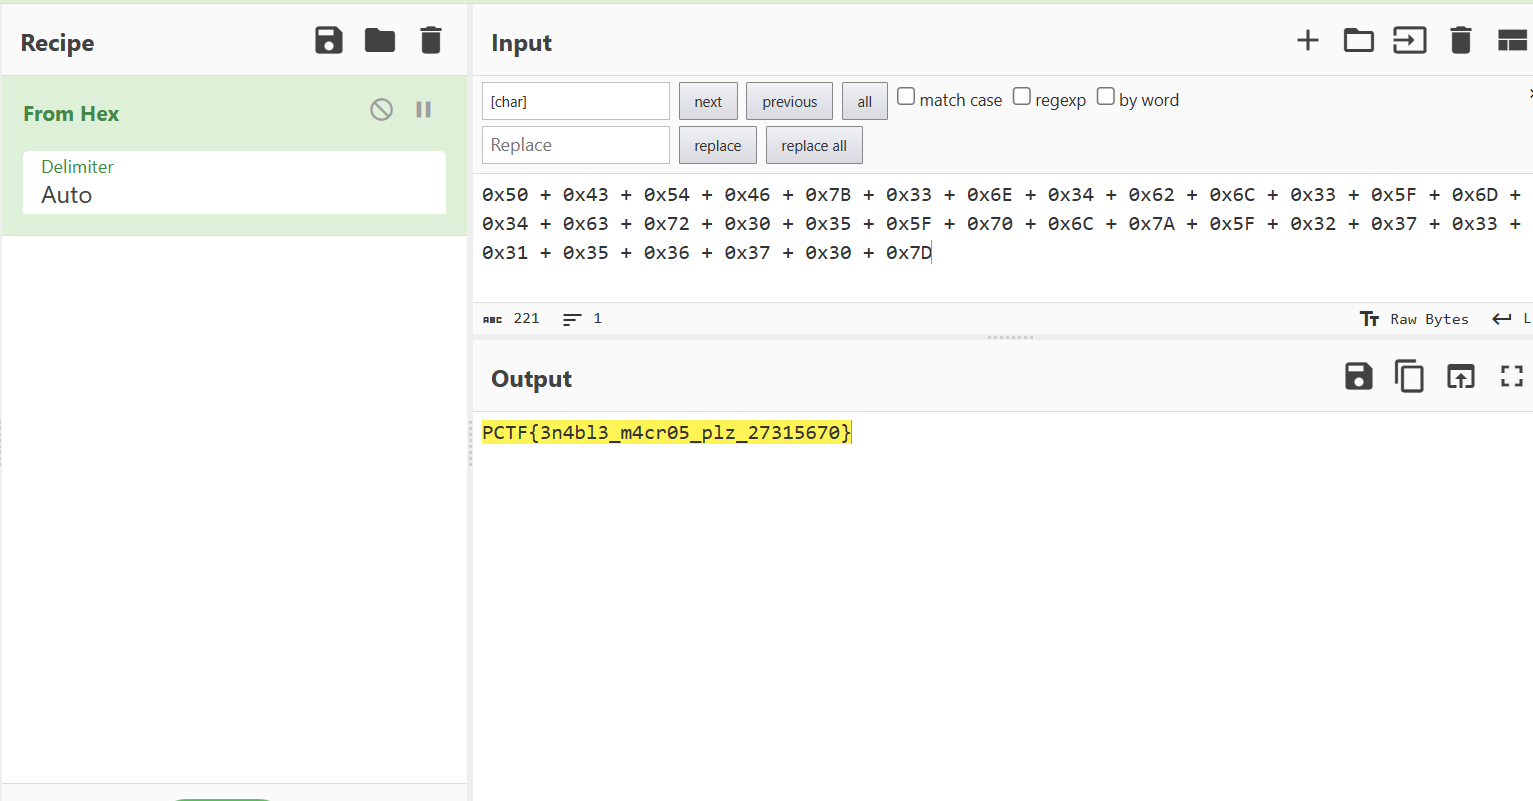 Recipe
From Hex
Delimiter
Auto
Input
[char]
next
previous
all
match case
regexp
by word
Replace
replace
replace all
0x50 + 0x43 + 0x54 + 0x46 + 0x7B + 0x33 + 0x6E + 0x34 + 0x62 + 0x6C + 0x33 + 0x5F + 0x6D +
0x34 + 0x63 + 0x72 + 0x30 + 0x35 + 0x5F + 0x70 + 0x6C + 0x7A + 0x5F + 0x32 + 0x37 + 0x33 +
0x31 + 0x35 + 0x36 + 0x37 + 0x30 + 0x7D
ABC 221
1
Tт Raw Bytes
L
Output
PCTF{3n4bl3_m4cr05_plz_27315670}